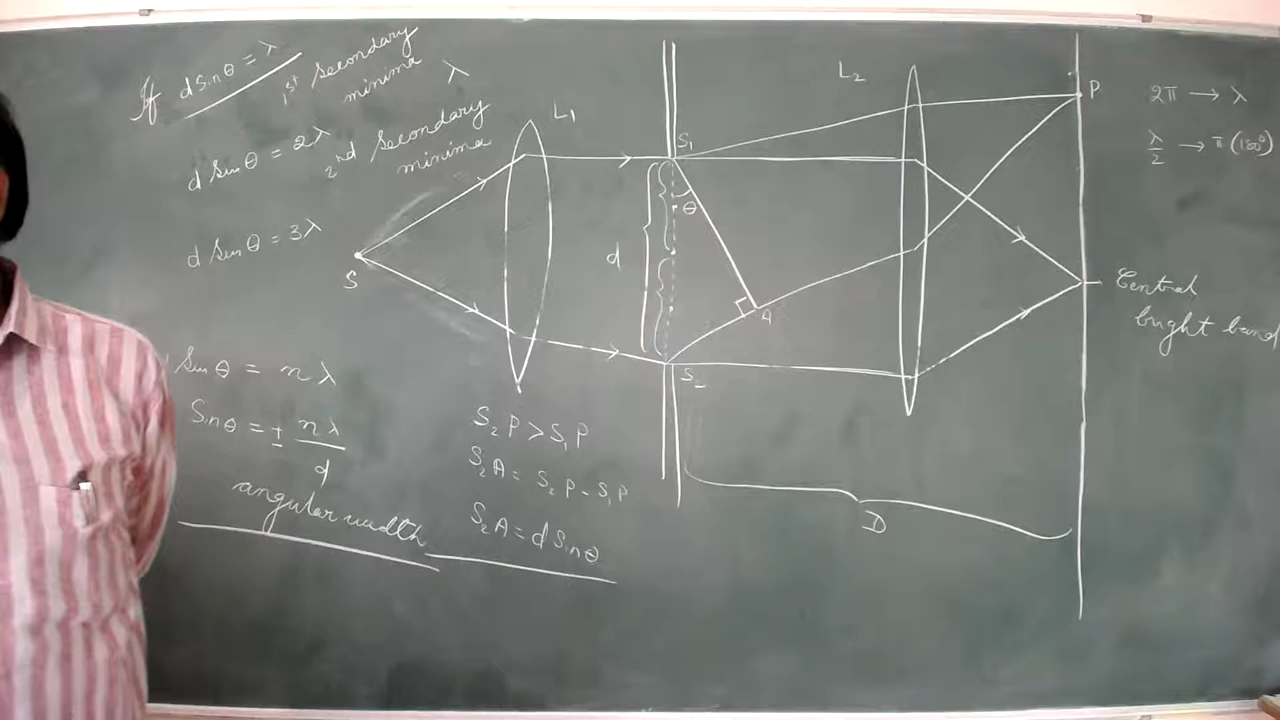 If d Sinθ = λ
1st secondary
minima λ
d Sinθ = 2λ
2nd secondary
minima
d Sinθ = 3λ
Sinθ = nλ
Sinθ = ± nλ/d
angular width
S
L1
S1
θ
d
A
S2
L2
P
Central
bright band
D
S2P > S1P
S2A = S2P - S1P
S2A = d Sinθ
2π → λ
λ/2 → π (180°)